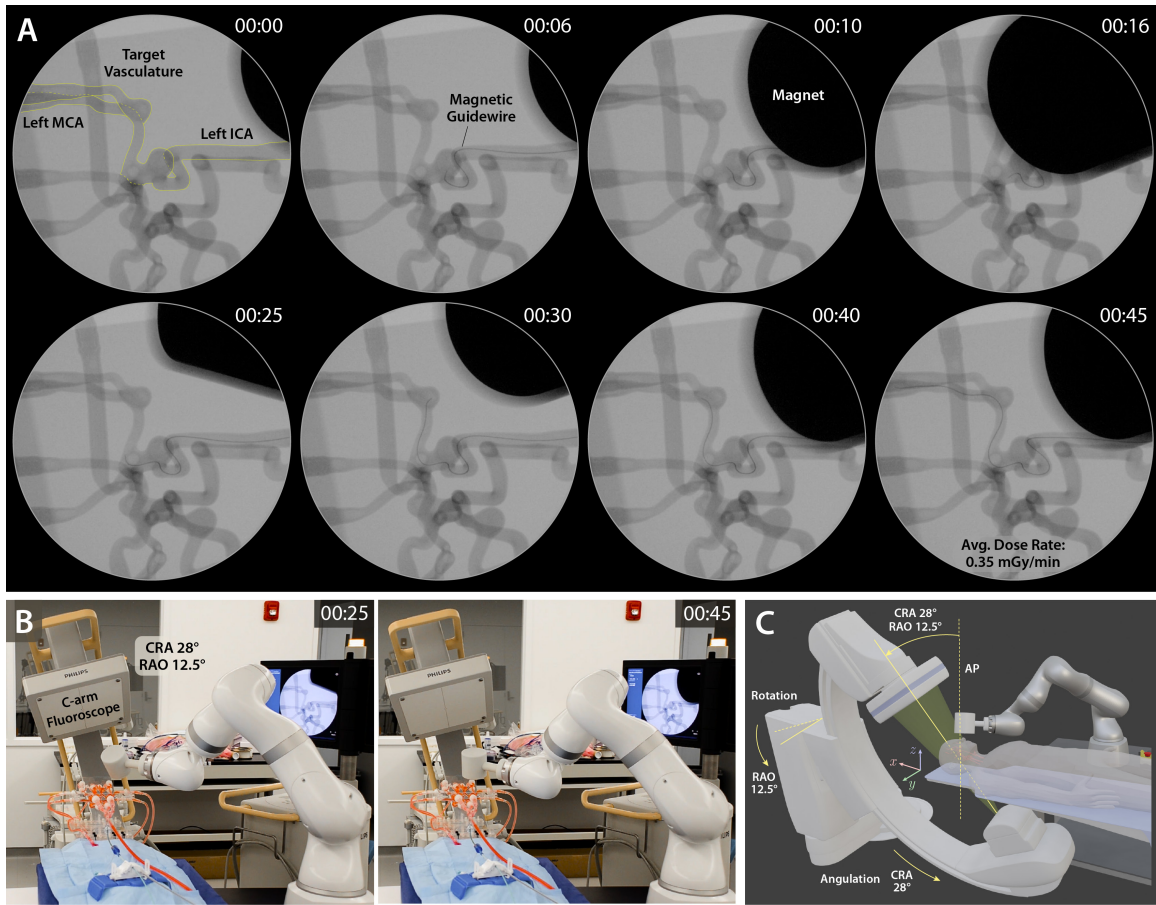 A
00:00
Target
Vasculature
Left MCA
Left ICA
00:06
Magnetic
Guidewire
00:10
Magnet
00:16
00:25
00:30
00:40
00:45
Avg. Dose Rate:
0.35 mGy/min
B
00:25
CRA 28°
RAO 12.5°
PHILIPS
C-arm
Fluoroscope
00:45
PHILIPS
C
CRA 28°
RAO 12.5°
AP
Rotation
RAO
12.5°
z
x
y
Angulation
CRA
28°